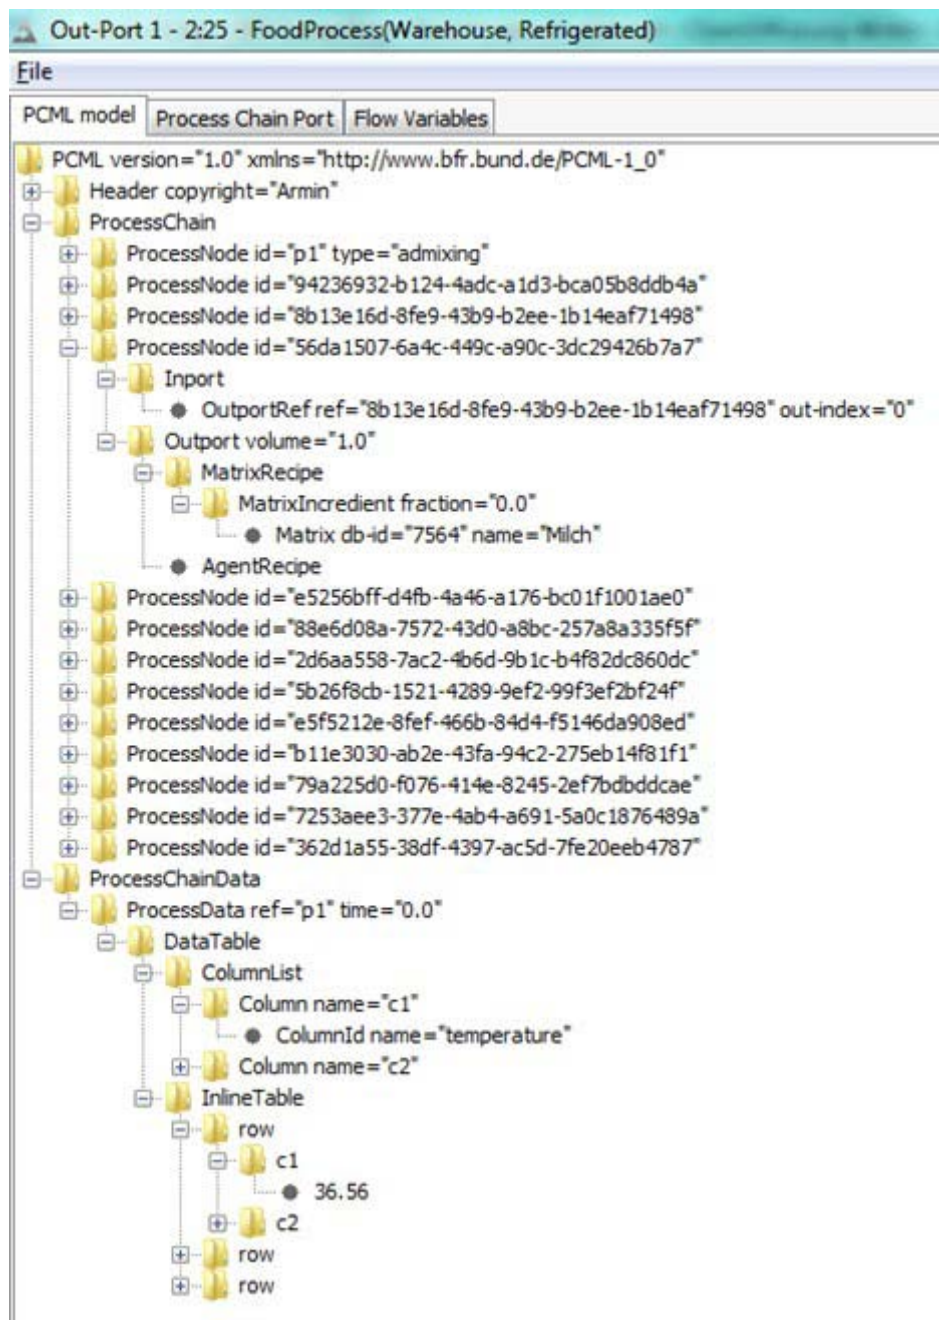 Out-Port 1 - 2:25 - FoodProcess(Warehouse, Refrigerated)
File
PCML model Process Chain Port Flow Variables
PCML version="1.0" xmlns="http://www.bfr.bund.de/PCML-1_0"
Header copyright="Armin"
ProcessChain
ProcessNode id="p1" type="admixing"
ProcessNode id="94236932-b124-4adc-a1d3-bca05b8ddb4a"
ProcessNode id="8b13e16d-8fe9-43b9-b2ee-1b14eaf71498"
ProcessNode id="56da1507-6a4c-449c-a90c-3dc29426b7a7"
Inport
OutportRef ref="8b13e16d-8fe9-43b9-b2ee-1b14eaf71498" out-index="0"
Outport volume="1.0"
MatrixRecipe
MatrixIncredient fraction="0.0"
Matrix db-id="7564" name="Milch"
AgentRecipe
ProcessNode id="e5256bff-d4fb-4a46-a176-bc01f1001ae0"
ProcessNode id="88e6d08a-7572-43d0-a8bc-257a8a335f5f"
ProcessNode id="2d6aa558-7ac2-4b6d-9b1c-b4f82dc860dc"
ProcessNode id="5b26f8cb-1521-4289-9ef2-99f3ef2bf24f"
ProcessNode id="e5f5212e-8fef-466b-84d4-f5146da908ed"
ProcessNode id="b11e3030-ab2e-43fa-94c2-275eb14f81f1"
ProcessNode id="79a225d0-f076-414e-8245-2ef7bdbddcae"
ProcessNode id="7253aee3-377e-4ab4-a691-5a0c1876489a"
ProcessNode id="362d1a55-38df-4397-ac5d-7fe20eeb4787"
ProcessChainData
ProcessData ref="p1" time="0.0"
DataTable
ColumnList
Column name="c1"
ColumnId name="temperature"
Column name="c2"
InlineTable
row
c1
36.56
c2
row
row